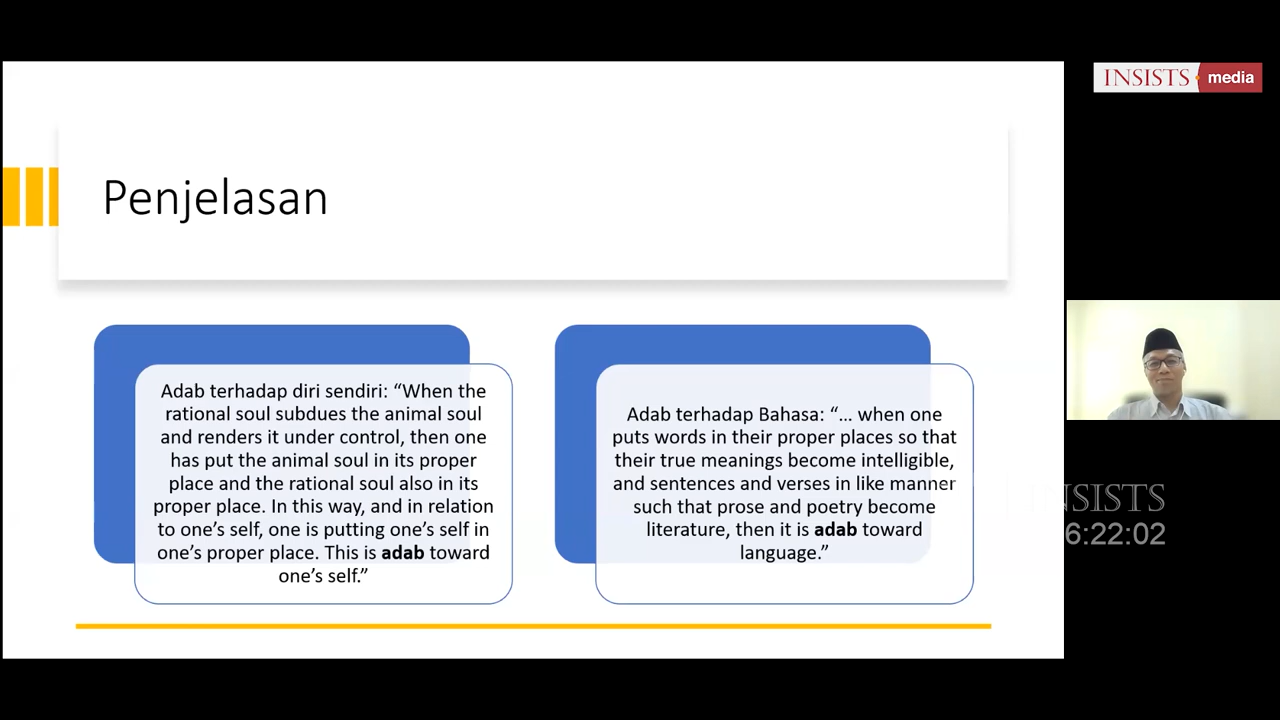 INSISTS media
Penjelasan
Adab terhadap diri sendiri: “When the
rational soul subdues the animal soul
and renders it under control, then one
has put the animal soul in its proper
place and the rational soul also in its
proper place. In this way, and in relation
to one’s self, one is putting one’s self in
one’s proper place. This is adab toward
one’s self.”
Adab terhadap Bahasa: “… when one
puts words in their proper places so that
their true meanings become intelligible,
and sentences and verses in like manner
such that prose and poetry become
literature, then it is adab toward
language.”
INSISTS
6:22:02